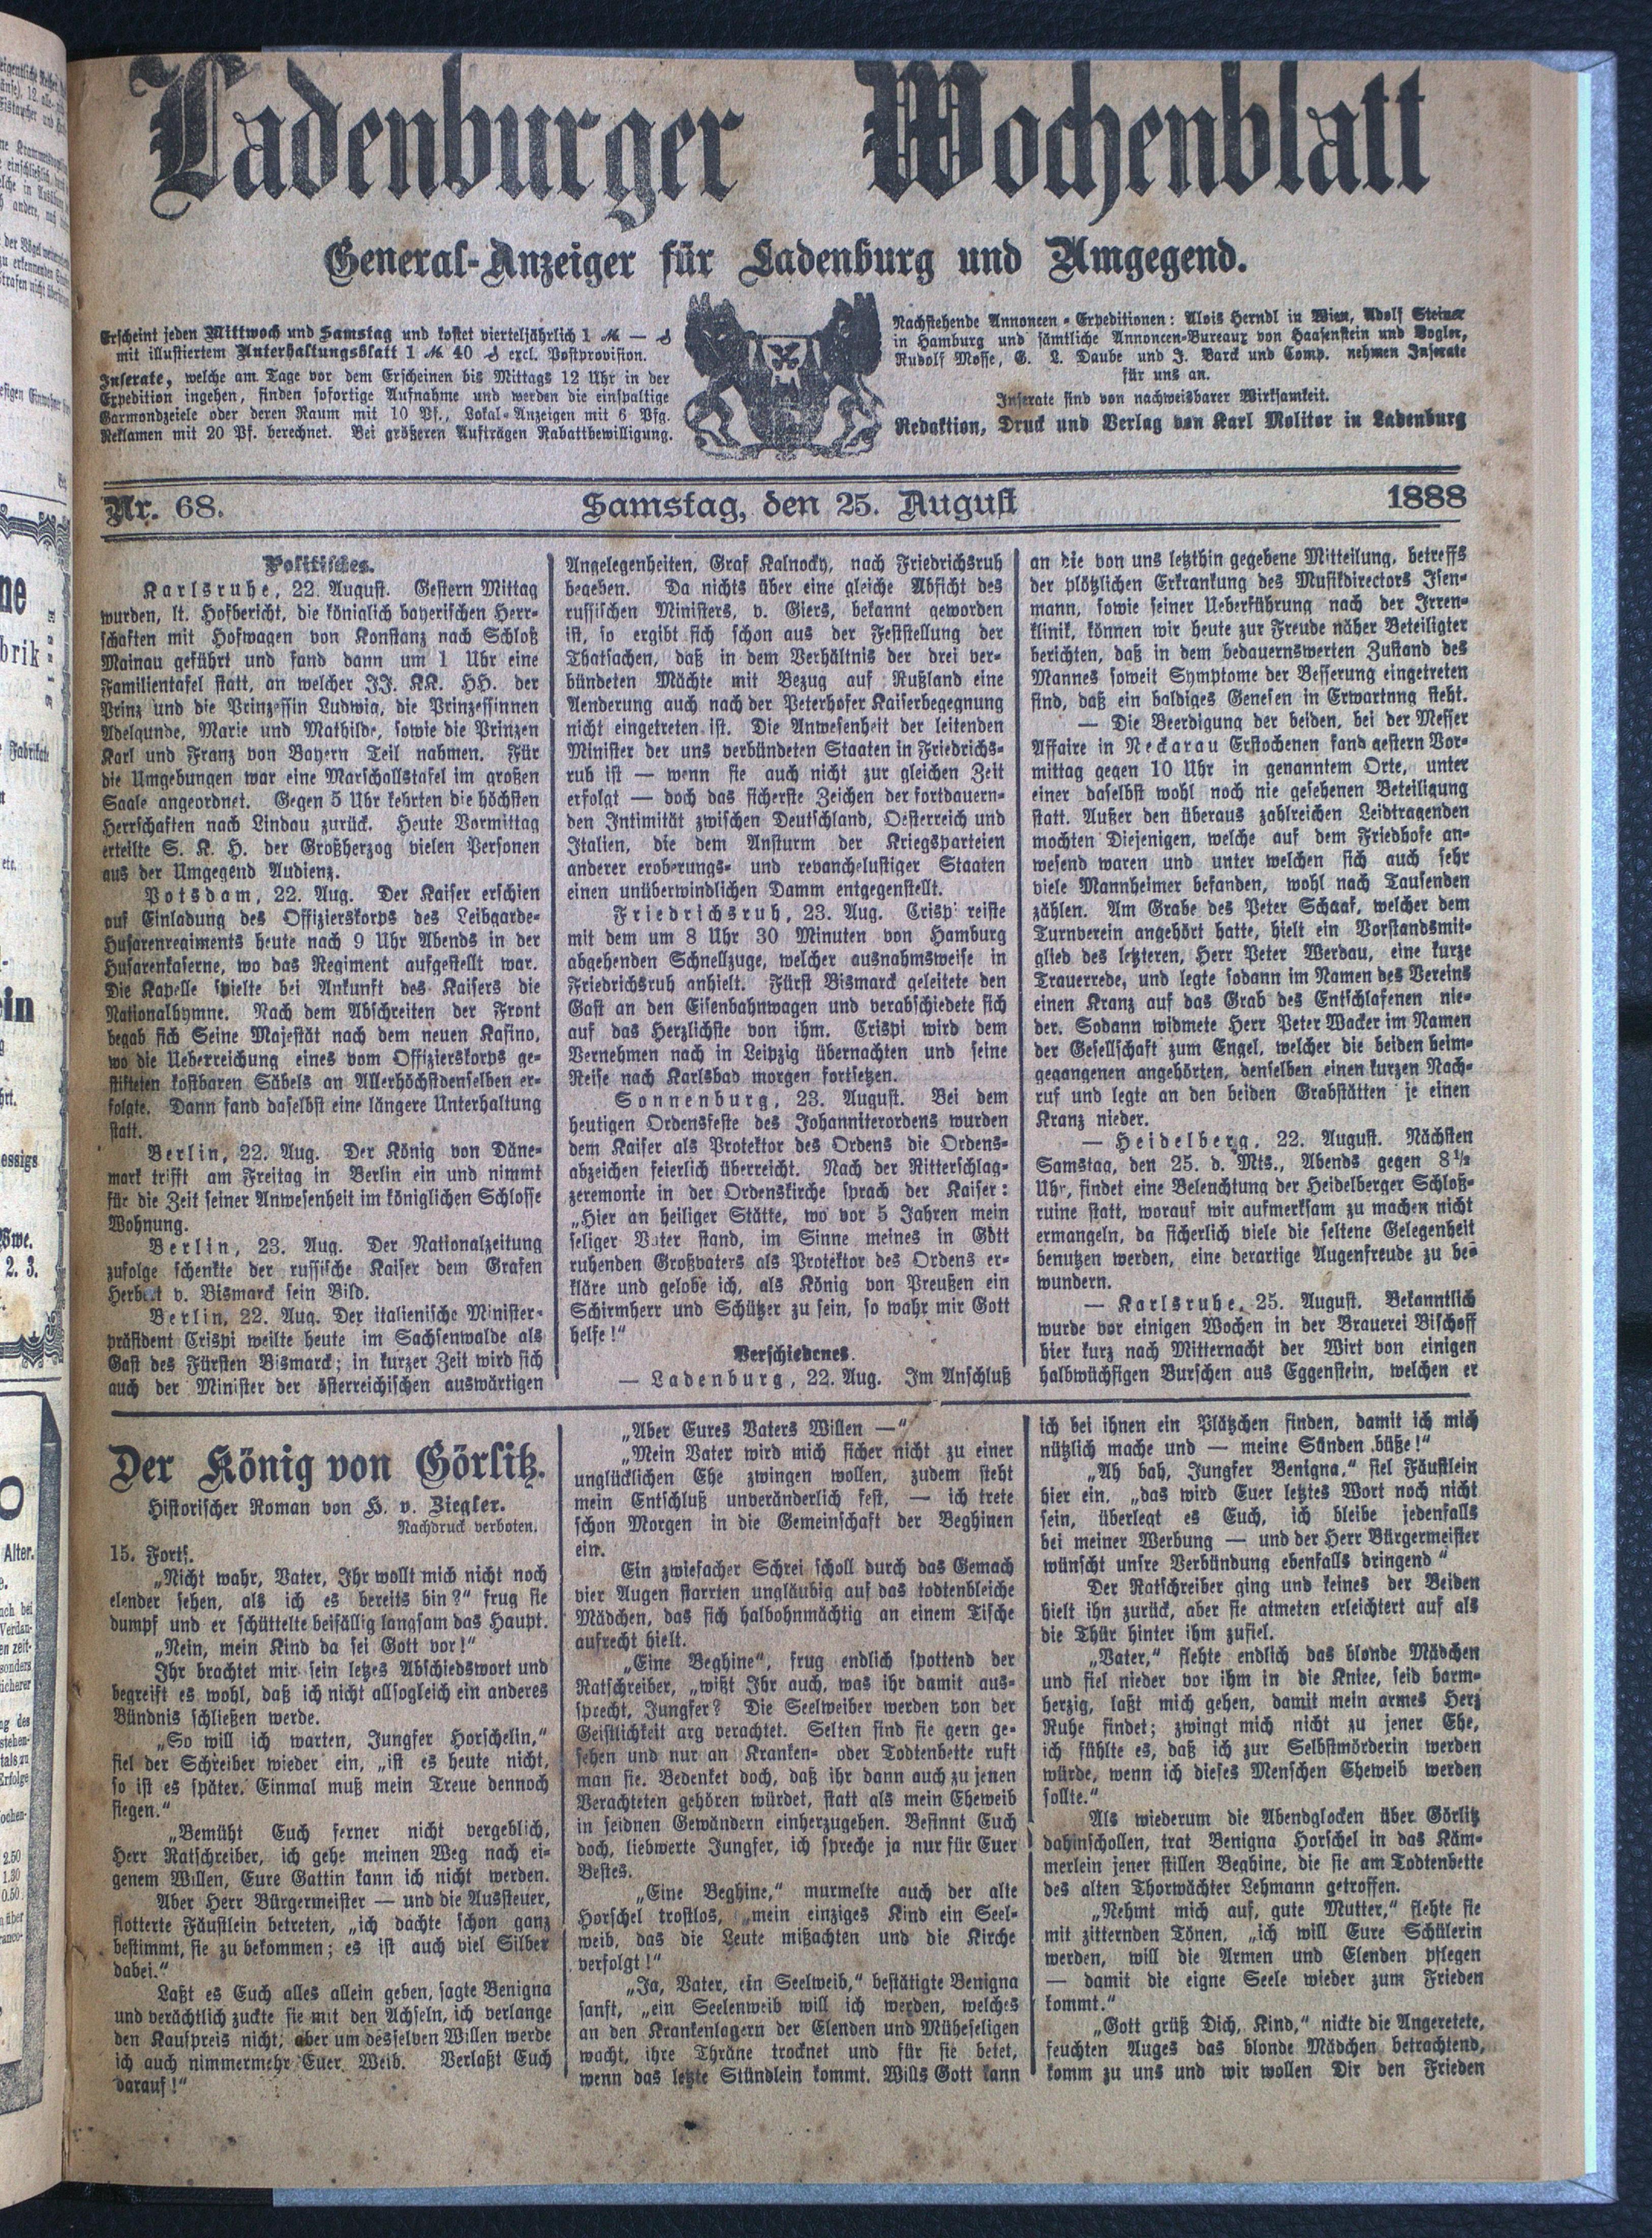 Ladenburger Wochenblatt
General-Anzeiger für Ladenburg und Umgegend.
Erscheint jeden Mittwoch und Samstag und kostet vierteljährlich 1 ℳ — ₰
mit illustiertem Unterhaltungsblatt 1 ℳ 40 ₰ excl. Postprovision.
Inserate, welche am Tage vor dem Erscheinen bis Mittags 12 Uhr in der
Expedition ingehen, finden sofortige Aufnahme und werden die einspaltige
Garmondzeiele oder deren Raum mit 10 Pf., Lokal-Anzeigen mit 6 Pfg.
Reklamen mit 20 Pf. berechnet. Bei größeren Aufträgen Rabattbewilligung.
Nachstehende Annoncen-Expeditionen: Alois Herndl in Wien, Adolf Steiner
in Hamburg und sämtliche Annoncen-Bureaux von Haasenstein und Vogler,
Rudolf Mosse, G. L. Daube und J. Barck und Comp. nehmen Inserate
für uns an.
Inserate sind von nachweisbarer Wirksamkeit.
Redaktion, Druck und Verlag von Karl Molitor in Ladenburg
Nr. 68. Samstag, den 25. August 1888
Politisches.
Karlsruhe, 22. August. Gestern Mittag
wurden, lt. Hofbericht, die königlich bayerischen Herr-
schaften mit Hofwagen von Konstanz nach Schloß
Mainau geführt und fand dann um 1 Uhr eine
Familientafel statt, an welcher JJ. KK. HH. der
Prinz und die Prinzessin Ludwig, die Prinzessinnen
Adelgunde, Marie und Mathilde, sowie die Prinzen
Karl und Franz von Bayern Teil nahmen. Für
die Umgebungen war eine Marschallstafel im großen
Saale angeordnet. Gegen 5 Uhr kehrten die höchsten
Herrschaften nach Lindau zurück. Heute Vormittag
erteilte S. K. H. der Großherzog vielen Personen
aus der Umgegend Audienz.
Potsdam, 22. Aug. Der Kaiser erschien
auf Einladung des Offizierskorps des Leibgarde-
Husarenregiments heute nach 9 Uhr Abends in der
Husarenkaserne, wo das Regiment aufgestellt war.
Die Kapelle spielte bei Ankunft des Kaisers die
Nationalhymne. Nach dem Abschreiten der Front
begab sich Seine Majestät nach dem neuen Kasino,
wo die Ueberreichung eines vom Offizierskorps ge-
stifteten kostbaren Säbels an Allerhöchstdenselben er-
folgte. Dann fand daselbst eine längere Unterhaltung
statt.
Berlin, 22. Aug. Der König von Däne-
mark trifft am Freitag in Berlin ein und nimmt
für die Zeit seiner Anwesenheit im königlichen Schlosse
Wohnung.
Berlin, 23. Aug. Der Nationalzeitung
zufolge schenkte der russische Kaiser dem Grafen
Herbert v. Bismarck sein Bild.
Berlin, 22. Aug. Der italienische Minister-
präsident Crispi weilte heute im Sachsenwalde als
Gast des Fürsten Bismarck; in kurzer Zeit wird sich
auch der Minister der österreichischen auswärtigen
Angelegenheiten, Graf Kalnocky, nach Friedrichsruh
begeben. Da nichts über eine gleiche Absicht des
russischen Ministers, v. Giers, bekannt geworden
ist, so ergibt sich schon aus der Feststellung der
Thatsachen, daß in dem Verhältnis der drei ver-
bündeten Mächte mit Bezug auf Rußland eine
Aenderung auch nach der Peterhofer Kaiserbegegnung
nicht eingetreten ist. Die Anwesenheit der leitenden
Minister der uns verbündeten Staaten in Friedrichs-
ruh ist — wenn sie auch nicht zur gleichen Zeit
erfolgt — doch das sicherste Zeichen der fortdauern-
den Intimität zwischen Deutschland, Oesterreich und
Italien, die dem Ansturm der Kriegsparteien
anderer eroberungs- und revanchelustiger Staaten
einen unüberwindlichen Damm entgegenstellt.
Friedrichsruh, 23. Aug. Crispi reiste
mit dem um 8 Uhr 30 Minuten von Hamburg
abgehenden Schnellzuge, welcher ausnahmsweise in
Friedrichsruh anhielt. Fürst Bismarck geleitete den
Gast an den Eisenbahnwagen und verabschiedete sich
auf das Herzlichste von ihm. Crispi wird dem
Vernehmen nach in Leipzig übernachten und seine
Reise nach Karlsbad morgen fortsetzen.
Sonnenburg, 23. August. Bei dem
heutigen Ordensfeste des Johanniterordens wurden
dem Kaiser als Protektor des Ordens die Ordens-
abzeichen feierlich überreicht. Nach der Ritterschlag-
zeremonie in der Ordenskirche sprach der Kaiser:
„Hier an heiliger Stätte, wo vor 5 Jahren mein
seliger Vater stand, im Sinne meines in Gott
ruhenden Großvaters als Protektor des Ordens er-
kläre und gelobe ich, als König von Preußen ein
Schirmherr und Schützer zu sein, so wahr mir Gott
helfe!“
Verschiedenes.
— Ladenburg, 22. Aug. Im Anschluß
an die von uns letzthin gegebene Mitteilung, betreffs
der plötzlichen Erkrankung des Musikdirectors Isen-
mann, sowie seiner Ueberführung nach der Irren-
klinik, können wir heute zur Freude näher Beteiligter
berichten, daß in dem bedauernswerten Zustand des
Mannes soweit Symptome der Besserung eingetreten
sind, daß ein baldiges Genesen in Erwartnng steht.
— Die Beerdigung der beiden, bei der Messer
Affaire in Neckarau Erstochenen fand gestern Vor-
mittag gegen 10 Uhr in genanntem Orte, unter
einer daselbst wohl noch nie gesehenen Beteiligung
statt. Außer den überaus zahlreichen Leidtragenden
mochten Diejenigen, welche auf dem Friedhofe an-
wesend waren und unter welchen sich auch sehr
viele Mannheimer befanden, wohl nach Tausenden
zählen. Am Grabe des Peter Schaaf, welcher dem
Turnverein angehört hatte, hielt ein Vorstandsmit-
glied des letzteren, Herr Peter Werdau, eine kurze
Trauerrede, und legte sodann im Namen des Vereins
einen Kranz auf das Grab des Entschlafenen nie-
der. Sodann widmete Herr Peter Wacker im Namen
der Gesellschaft zum Engel, welcher die beiden heim-
gegangenen angehörten, denselben einen kurzen Nach-
ruf und legte an den beiden Grabstätten je einen
Kranz nieder.
— Heidelberg, 22. August. Nächsten
Samstag, den 25. d. Mts., Abends gegen 8½
Uhr, findet eine Beleuchtung der Heidelberger Schloß-
ruine statt, worauf wir aufmerksam zu machen nicht
ermangeln, da sicherlich viele die seltene Gelegenheit
benutzen werden, eine derartige Augenfreude zu be-
wundern.
— Karlsruhe, 25. August. Bekanntlich
wurde vor einigen Wochen in der Brauerei Bischoff
hier kurz nach Mitternacht der Wirt von einigen
halbwüchsigen Burschen aus Eggenstein, welchen er
Der König von Görlitz.
Historischer Roman von H. v. Ziegler.
Nachdruck verboten.
15. Forts.
„Nicht wahr, Vater, Ihr wollt mich nicht noch
elender sehen, als ich es bereits bin?“ frug sie
dumpf und er schüttelte beifällig langsam das Haupt.
„Nein, mein Kind da sei Gott vor!“
Ihr brachtet mir sein letzes Abschiedswort und
begreift es wohl, daß ich nicht allsogleich ein anderes
Bündnis schließen werde.
„So will ich warten, Jungfer Horschelin,“
fiel der Schreiber wieder ein, „ist es heute nicht,
so ist es später. Einmal muß mein Treue dennoch
siegen.“
„Bemüht Euch ferner nicht vergeblich,
Herr Ratschreiber, ich gehe meinen Weg nach ei-
genem Willen, Eure Gattin kann ich nicht werden.
Aber Herr Bürgermeister — und die Aussteuer,
stotterte Fäustlein betreten, „ich dachte schon ganz
bestimmt, sie zu bekommen; es ist auch viel Silber
dabei.“
Laßt es Euch alles allein geben, sagte Benigna
und verächtlich zuckte sie mit den Achseln, ich verlange
den Kaufpreis nicht, aber um desselven Willen werde
ich auch nimmermehr Euer Weib. Verlaßt Euch
darauf!“
„Aber Eures Vaters Willen —“
„Mein Vater wird mich sicher nicht zu einer
unglücklichen Ehe zwingen wollen, zudem steht
mein Entschluß unveränderlich fest, — ich trete
schon Morgen in die Gemeinschaft der Beghinen
ein.
Ein zwiefacher Schrei scholl durch das Gemach
vier Augen starrten ungläubig auf das todtenbleiche
Mädchen, das sich halbohnmächtig an einem Tische
aufrecht hielt.
„Eine Beghine“, frug endlich spottend der
Ratschreiber, „wißt Ihr auch, was ihr damit aus-
sprecht, Jungfer? Die Seelweiber werden von der
Geistlichkeit arg verachtet. Selten sind sie gern ge-
sehen und nur an Kranken- oder Todtenbette ruft
man sie. Bedenket doch, daß ihr dann auch zu jenen
Verachteten gehören würdet, statt als mein Eheweib
in seidnen Gewändern einherzugehen. Besinnt Euch
doch, liebwerte Jungfer, ich spreche ja nur für Euer
Bestes.
„Eine Beghine,“ murmelte auch der alte
Horschel trostlos, „mein einziges Kind ein Seel-
weib, das die Leute mißachten und die Kirche
verfolgt!“
„Ja, Vater, ein Seelweib,“ bestätigte Benigna
sanft, „ein Seelenweib will ich werden, welches
an den Krankenlagern der Elenden und Müheseligen
wacht, ihre Thräne trocknet und für sie betet,
wenn das letzte Stündlein kommt. Wills Gott kann
ich bei ihnen ein Plätzchen finden, damit ich mich
nützlich mache und — meine Sünden büße!“
„Ah bah, Jungfer Benigna,“ fiel Fäustlein
hier ein, „das wird Euer letztes Wort noch nicht
sein, überlegt es Euch, ich bleibe jedenfalls
bei meiner Werbung — und der Herr Bürgermeister
wünscht unsre Verbündung ebenfalls dringend“
Der Ratschreiber ging und keines der Beiden
hielt ihn zurück, aber sie atmeten erleichtert auf als
die Thür hinter ihm zufiel.
„Vater,“ flehte endlich das blonde Mädchen
und fiel nieder vor ihm in die Kniee, seid barm-
herzig, laßt mich gehen, damit mein armes Herz
Ruhe findet; zwingt mich nicht zu jener Ehe,
ich fühlte es, daß ich zur Selbstmörderin werden
würde, wenn ich dieses Menschen Eheweib werden
sollte.“
Als wiederum die Abendglocken über Görlitz
dahinschollen, trat Benigna Horschel in das Käm-
merlein jener stillen Beghine, die sie am Todtenbette
des alten Thorwächter Lehmann getroffen.
„Nehmt mich auf, gute Mutter,“ flehte sie
mit zitternden Tönen, „ich will Eure Schülerin
werden, will die Armen und Elenden pflegen
— damit die eigne Seele wieder zum Frieden
kommt.“
„Gott grüß Dich, Kind,“ nickte die Angeretete,
feuchten Auges das blonde Mädchen betrachtend,
komm zu uns und wir wollen Dir den Frieden